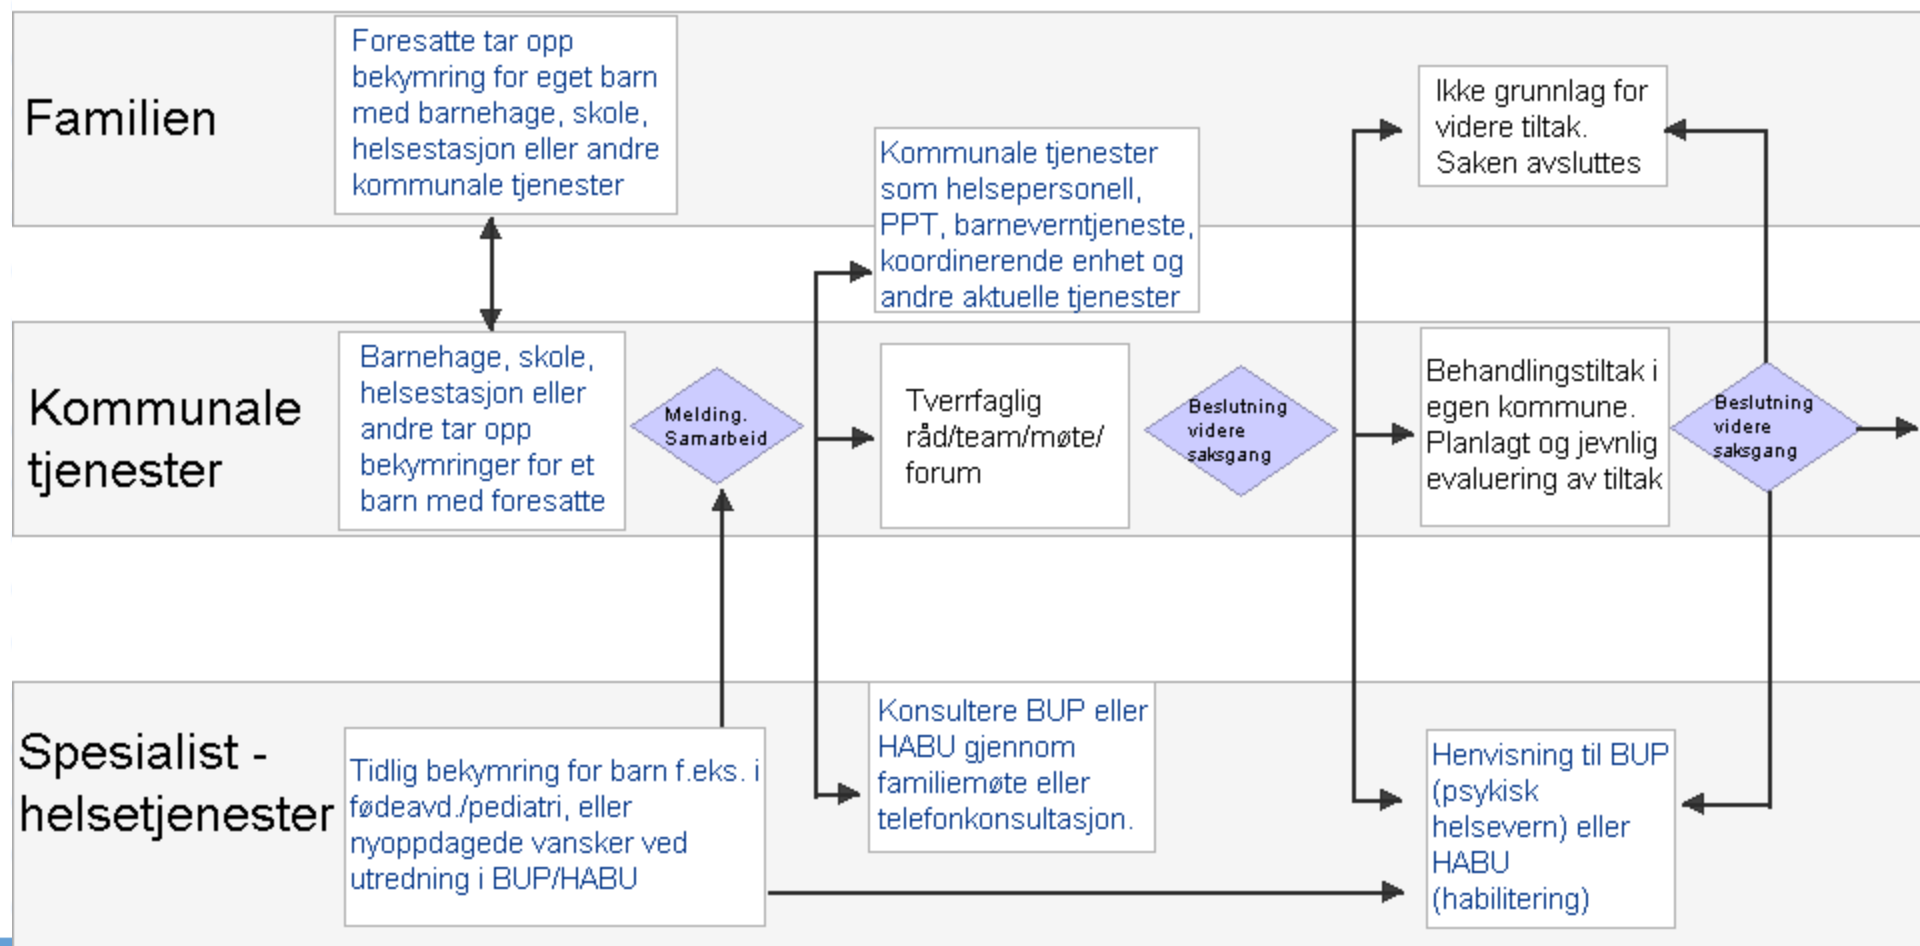 Familien
Foresatte tar opp
bekymring for eget barn
med barnehage, skole,
helsestasjon eller andre
kommunale tjenester
Kommunale tjenester
som helsepersonell,
PPT, barneverntjeneste,
koordinerende enhet og
andre aktuelle tjenester
Ikke grunnlag for
videre tiltak.
Saken avsluttes
Kommunale
tjenester
Barnehage, skole,
helsestasjon eller
andre tar opp
bekymringer for et
barn med foresatte
Melding.
Samarbeid
Tverrfaglig
råd/team/møte/
forum
Beslutning
videre
saksgang
Behandlingstiltak i
egen kommune.
Planlagt og jevnlig
evaluering av tiltak
Beslutning
videre
saksgang
Spesialist -
helsetjenester
Tidlig bekymring for barn f.eks. i
fødeavd./pediatri, eller
nyoppdagede vansker ved
utredning i BUP/HABU
Konsultere BUP eller
HABU gjennom
familiemøte eller
telefonkonsultasjon.
Henvisning til BUP
(psykisk
helsevern) eller
HABU
(habilitering)